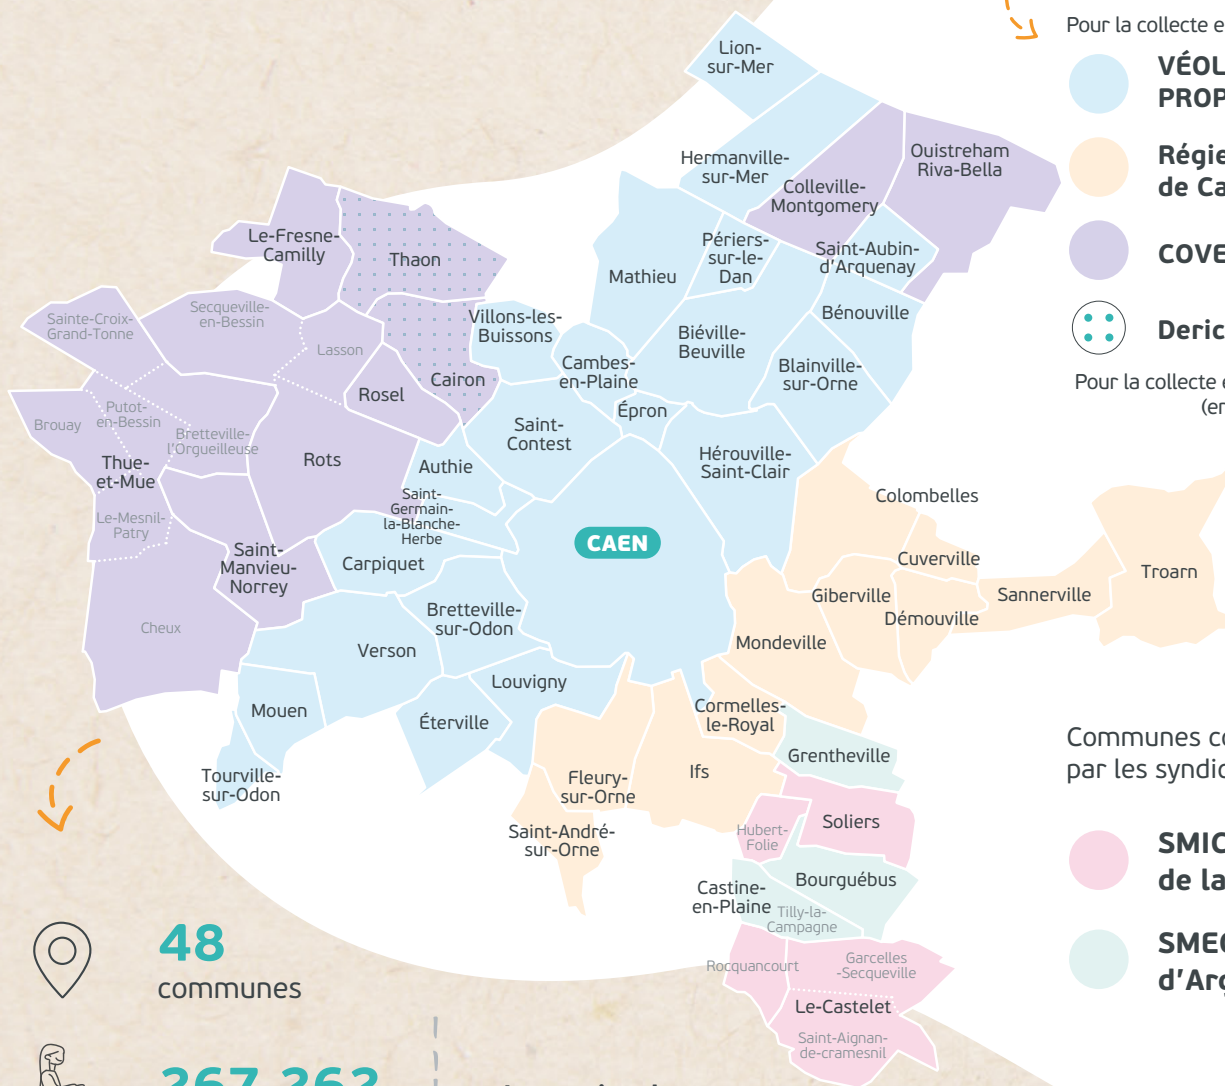 Pour la collecte e
VÉOL
PROP
Régie
de Ca
COVE
Deric
Pour la collecte e
(en
Lion-
sur-Mer
Hermanville-
sur-Mer
Colleville-
Montgomery
Ouistreham
Riva-Bella
Périers-
sur-le-
Dan
Saint-Aubin-
d'Arquenay
Mathieu
Bénouville
Le-Fresne-
Camilly
Thaon
Sainte-Croix-
Grand-Tonne
Secqueville-
en-Bessin
Lasson
Villons-les-
Buissons
Cambes-
en-Plaine
Biéville-
Beuville
Blainville-
sur-Orne
Rosel
Cairon
Épron
Brouay
Putot-
en-Bessin
Bretteville-
l'Orgueilleuse
Thue-
et-Mue
Rots
Authie
Saint-
Contest
Hérouville-
Saint-Clair
Le-Mesnil-
Patry
Saint-
Germain-
la-Blanche-
Herbe
Saint-
Manvieu-
Norrey
Carpiquet
CAEN
Colombelles
Cuverville
Troarn
Giberville
Sannerville
Démouville
Cheux
Verson
Bretteville-
sur-Odon
Mondeville
Louvigny
Mouen
Éterville
Cormelles-
le-Royal
Grentheville
Tourville-
sur-Odon
Fleury-
sur-Orne
Ifs
Saint-André-
sur-Orne
Hubert-
Folie
Soliers
Castine-
en-Plaine
Bourguébus
Tilly-la-
Campagne
Rocquancourt
Garcelles
-Secqueville
Le-Castelet
Saint-Aignan-
de-cramesnil
Communes co
par les syndic
SMIC
de la
SMEC
d'Arg
48
communes
267 262